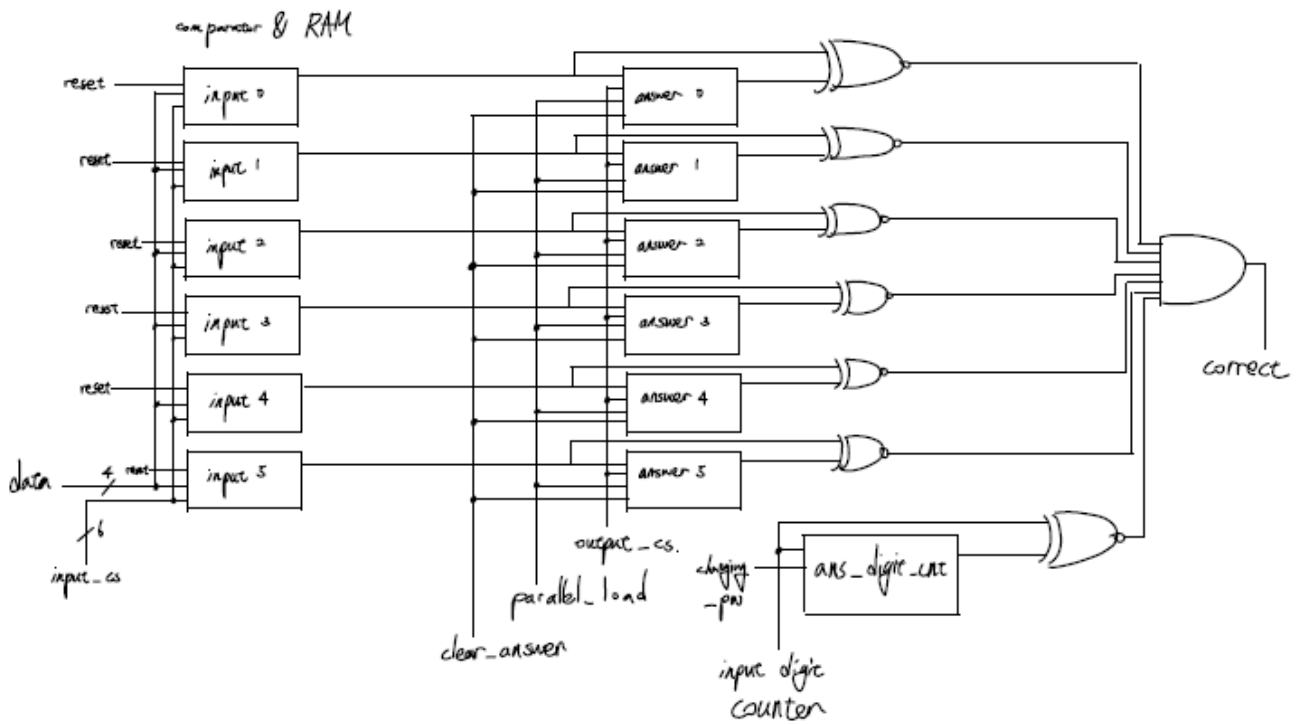 comparator & RAM
reset
input 0
answer 0
reset
input 1
answer 1
reset
input 2
answer 2
reset
input 3
answer 3
correct
reset
input 4
answer 4
data
4
reset
input 5
answer 5
6
input_cs
output_cs.
parallel_load
clear_answer
changing
_pw
ans_digit_cnt
input digit
counter